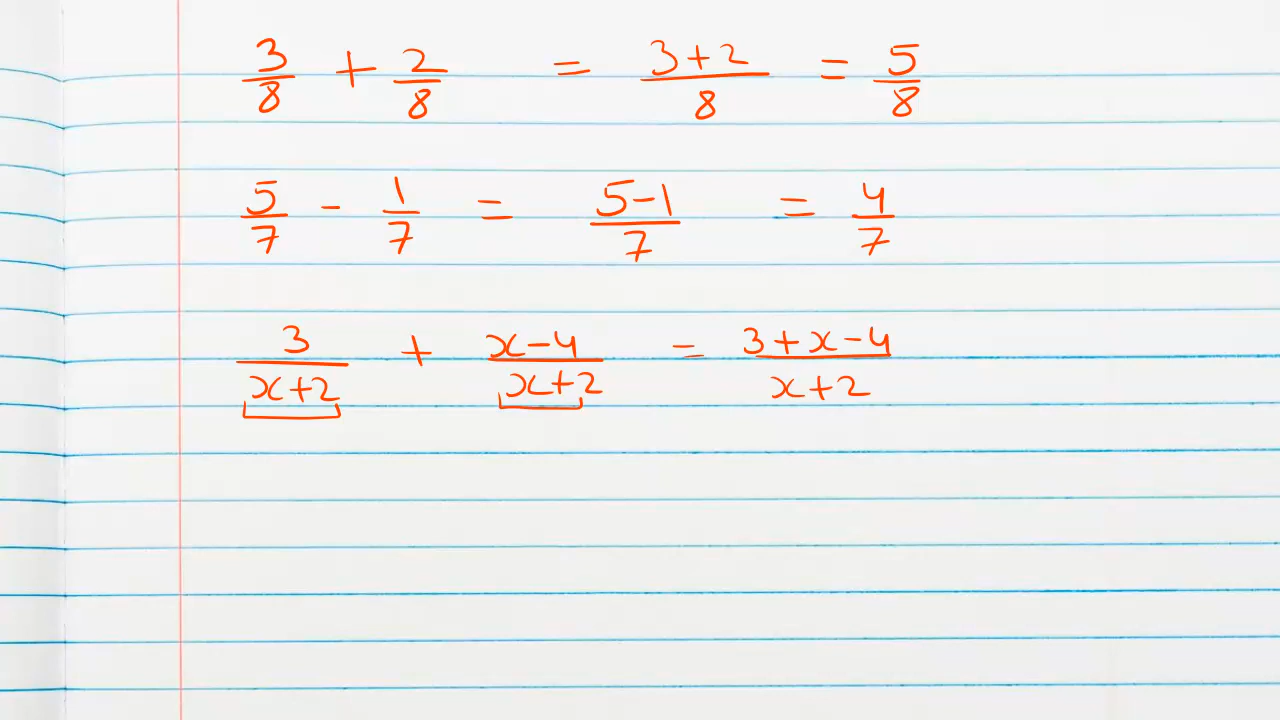 3/8 + 2/8 = 3+2/8 = 5/8
5/7 - 1/7 = 5-1/7 = 4/7
3/x+2 + x-4/x+2 = 3+x-4/x+2